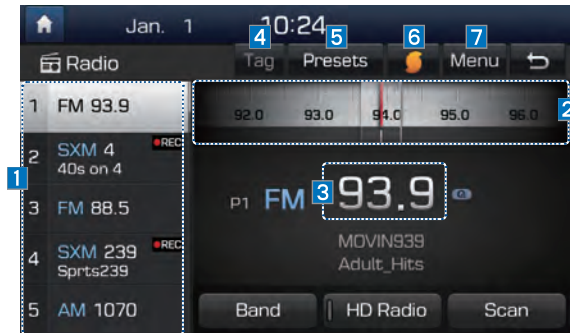 Jan. 1 10:24
4 5 6 7
Radio Tag Presets Menu
1 FM 93.9
2 SXM 4 REC
40s on 4
3 FM 88.5
4 SXM 239 REC
Sprts239
5 AM 1070
1
92.0 93.0 94.0 95.0 96.0
2
P1 FM 3 93.9
MOVIN939
Adult_Hits
Band HD Radio Scan